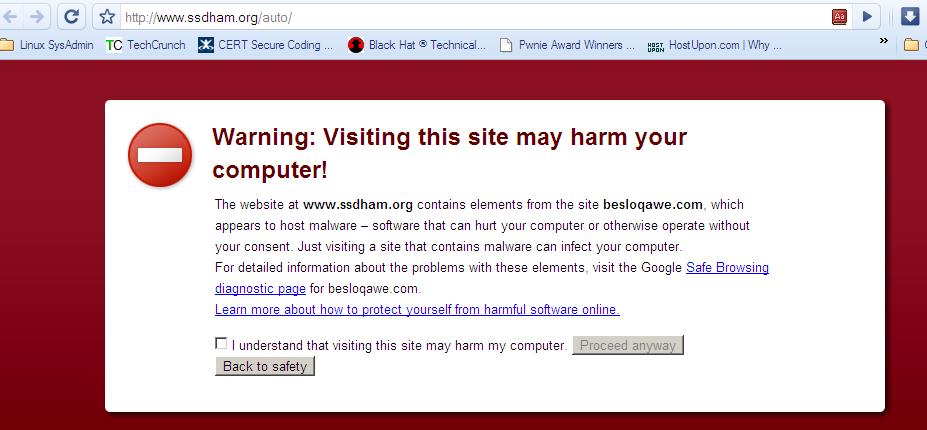 http://www.ssdham.org/auto/
Aa
Linux SysAdmin TC TechCrunch CERT Secure Coding ... Black Hat ® Technical... Pwnie Award Winners ... HOST UPON.com HostUpon.com | Why ... »
Warning: Visiting this site may harm your
computer!
The website at www.ssdham.org contains elements from the site besloqawe.com, which
appears to host malware – software that can hurt your computer or otherwise operate without
your consent. Just visiting a site that contains malware can infect your computer.
For detailed information about the problems with these elements, visit the Google Safe Browsing
diagnostic page for besloqawe.com.
Learn more about how to protect yourself from harmful software online.
I understand that visiting this site may harm my computer. Proceed anyway
Back to safety